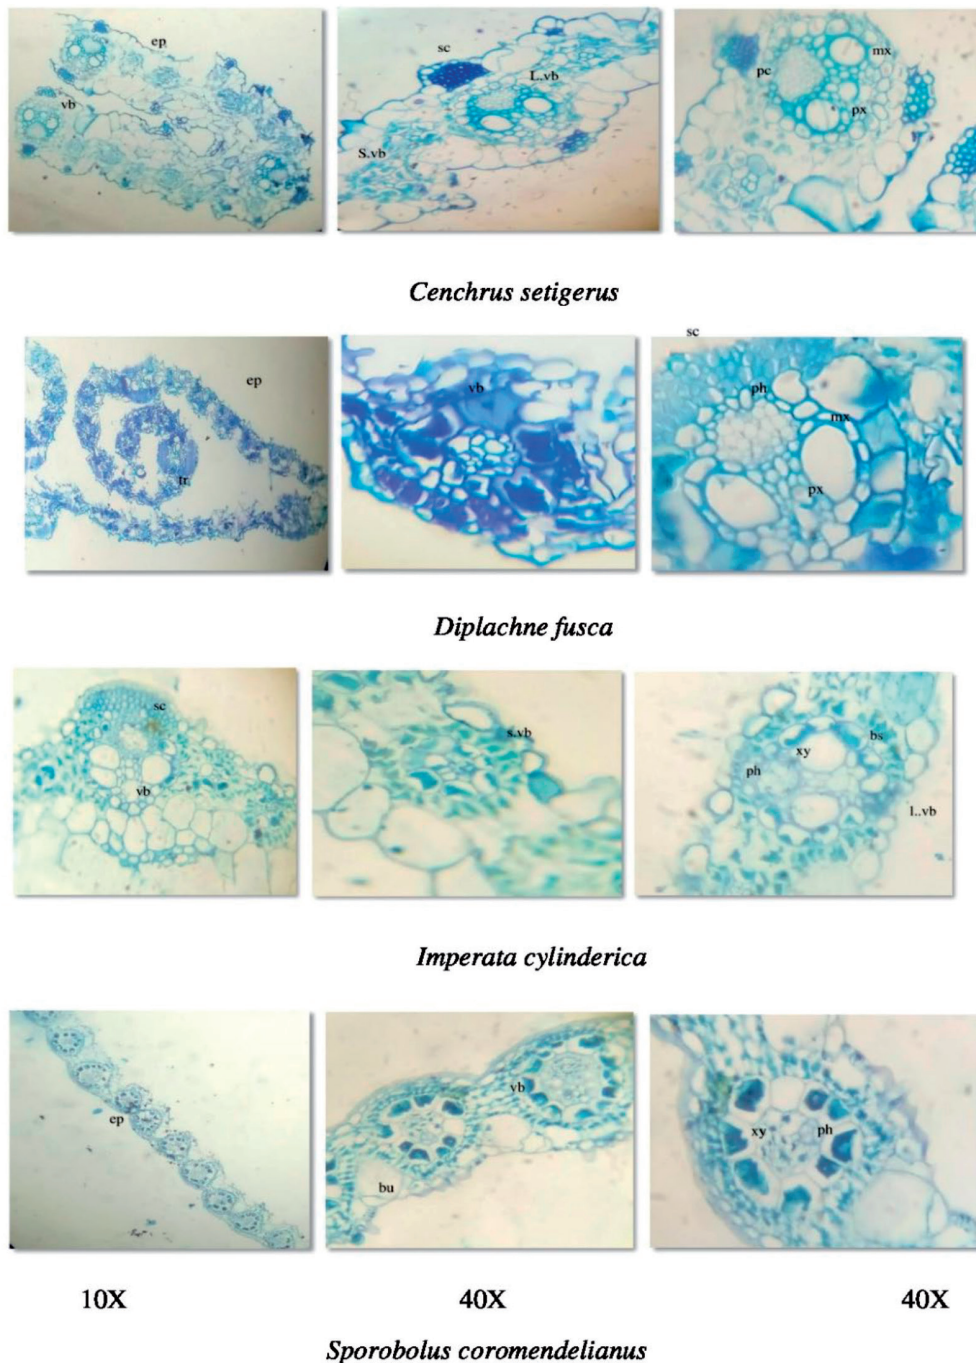 ep
vb
sc
L.vb
S.vb
mx
pc
px
Cenchrus setigerus
ep
tr
vb
sc
ph
mx
px
Diplachne fusca
sc
vb
s.vb
bs
xy
ph
l..vb
Imperata cylinderica
ep
vb
bu
xy ph
10X 40X 40X
Sporobolus coromendelianus